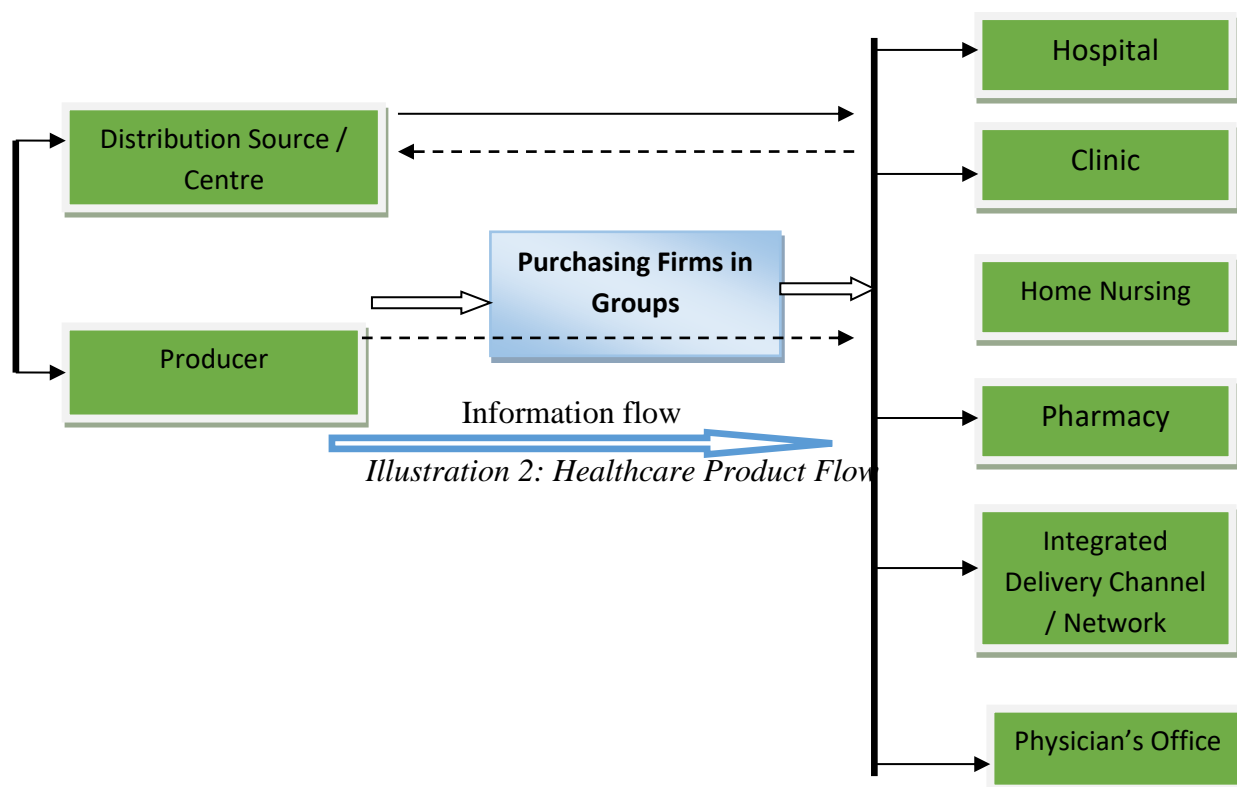 Distribution Source /
Centre
Producer
Purchasing Firms in
Groups
Information flow
Illustration 2: Healthcare Product Flow
Hospital
Clinic
Home Nursing
Pharmacy
Integrated
Delivery Channel
/ Network
Physician’s Office